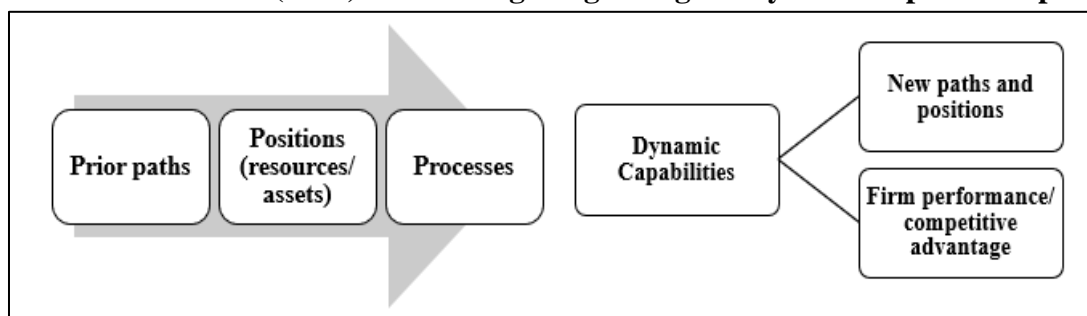 Prior paths
Positions
(resources/
assets)
Processes
Dynamic
Capabilities
New paths and
positions
Firm performance/
competitive
advantage